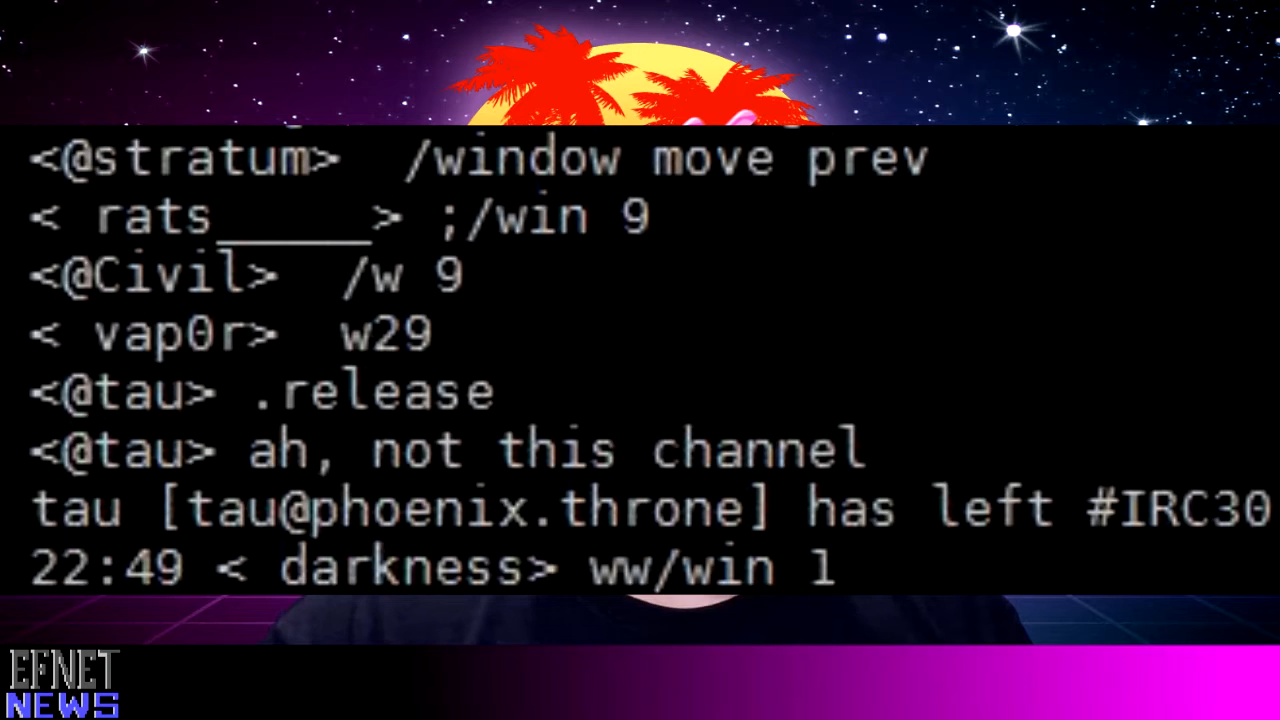 <@stratum>  /window move prev
< rats_____> ;/win 9
<@Civil>  /w 9
< vap0r>  w29
<@tau> .release
<@tau> ah, not this channel
tau [tau@phoenix.throne] has left #IRC30
22:49 < darkness> ww/win 1
EFNET
NEWS